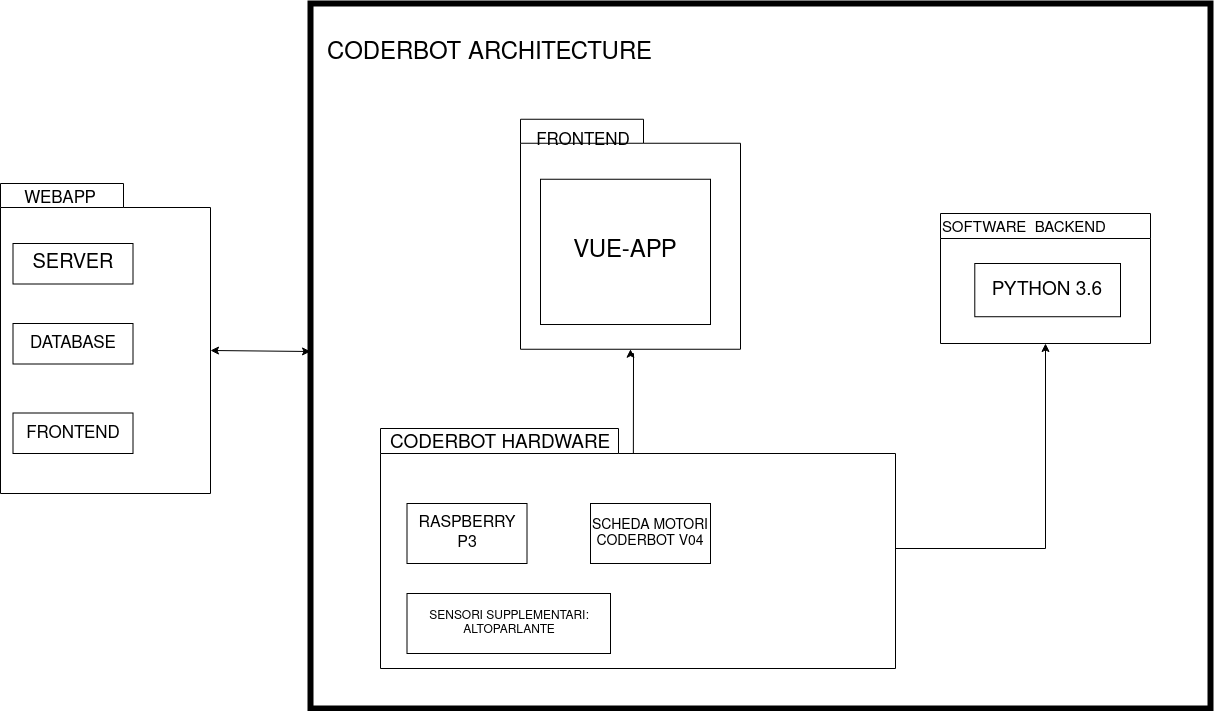 CODERBOT ARCHITECTURE
WEBAPP
SERVER
DATABASE
FRONTEND
FRONTEND
VUE-APP
SOFTWARE BACKEND
PYTHON 3.6
CODERBOT HARDWARE
RASPBERRY
P3
SCHEDA MOTORI
CODERBOT V04
SENSORI SUPPLEMENTARI:
ALTOPARLANTE